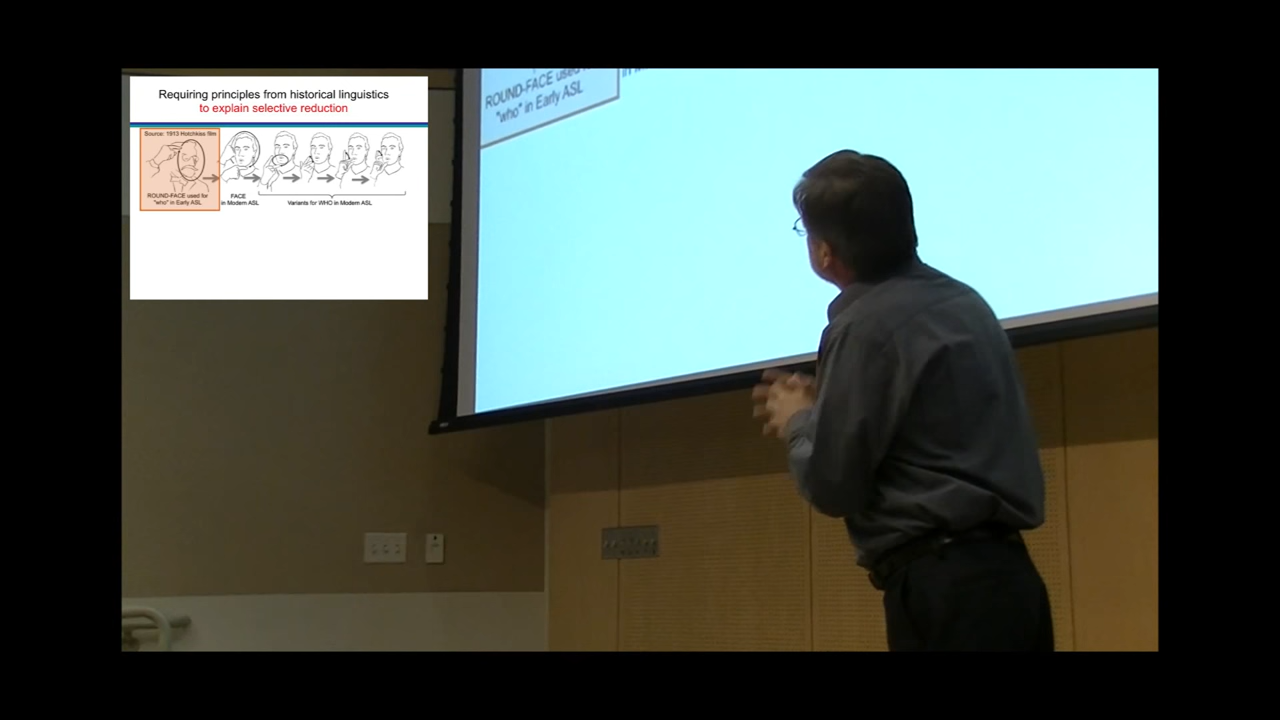 Requiring principles from historical linguistics
to explain selective reduction
Source: 1913 Hotchkiss film
ROUND-FACE used for
"who" in Early ASL
FACE
in Modern ASL
Variants for WHO in Modern ASL
ROUND-FACE used
"who" in Early ASL
in